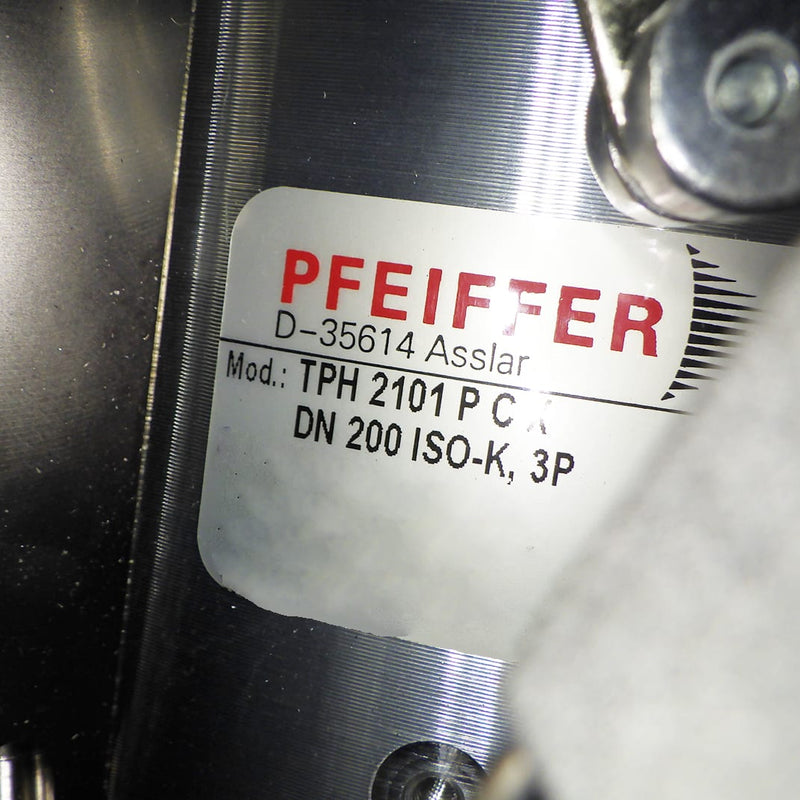 PFEIFFER
D-35614 Asslar
Mod.: TPH 2101 P C
DN 200 ISO-K, 3P